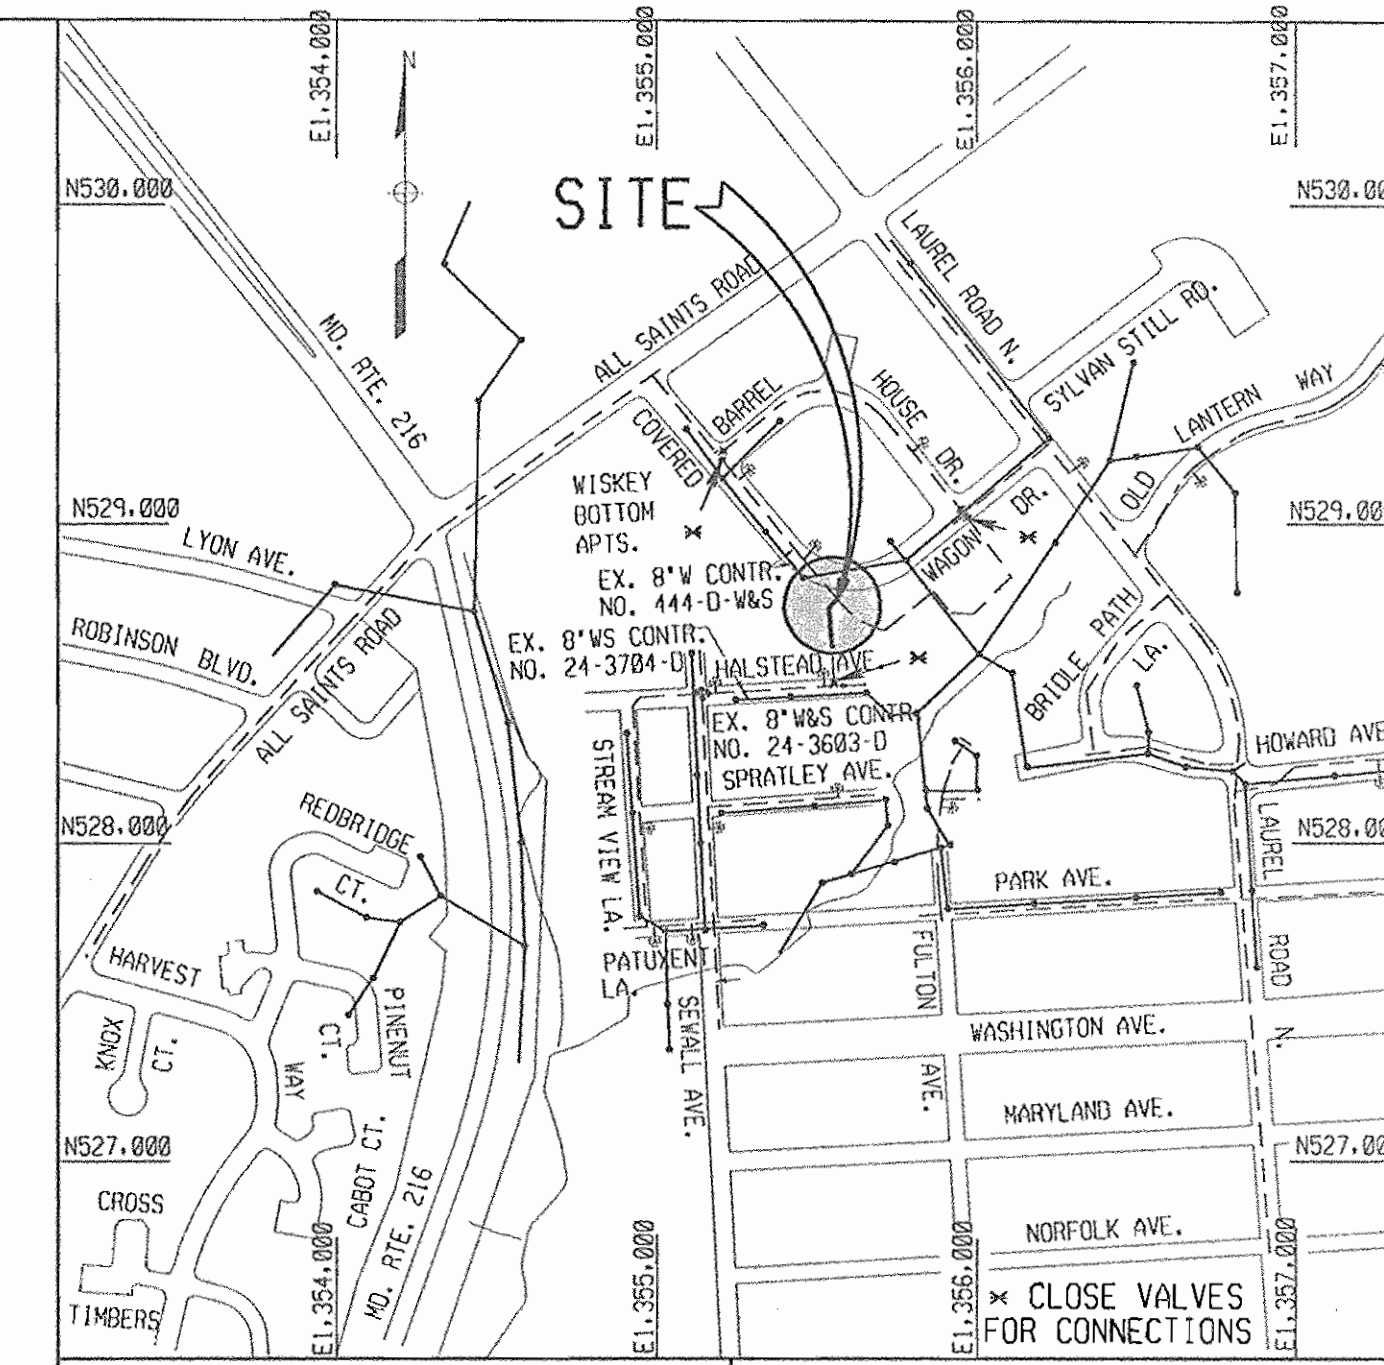 E1,354,000
E1,355,000
E1,356,000
E1,357,000
N
N530.000
N530.00
SITE
LAUREL ROAD N.
ALL SAINTS ROAD
SYLVAN STILL RD.
MD. RTE. 216
BARREL
HOUSE DR.
LANTERN WAY
COVERED
WISKEY
BOTTOM
APTS.
OLD
N529.000
N529.00
DR.
WAGON
LYON AVE.
EX. 8"W CONTR.
NO. 444-D-W&S
EX. 8"WS CONTR.
NO. 24-3704-D
ROBINSON BLVD.
ALL SAINTS ROAD
HALSTEAD AVE
BRIDLE PATH
LA.
EX. 8"W&S CONTR.
NO. 24-3603-D
HOWARD AVE
SPRATLEY AVE.
STREAM VIEW LA.
REDBRIDGE
CT.
N528.000
N528.00
LAUREL
ROAD
N.
PARK AVE.
HARVEST
WAY
PATUXENT
LA.
FULTON
AVE.
SEWALL AVE.
PINENUT
CT.
KNOX
CT.
WASHINGTON AVE.
MARYLAND AVE.
N527.000
N527.00
CABOT CT.
MD. RTE. 216
CROSS
TIMBERS
NORFOLK AVE.
E1,354,000
E1,355,000
E1,356,000
E1,357,000
CLOSE VALVES
FOR CONNECTIONS